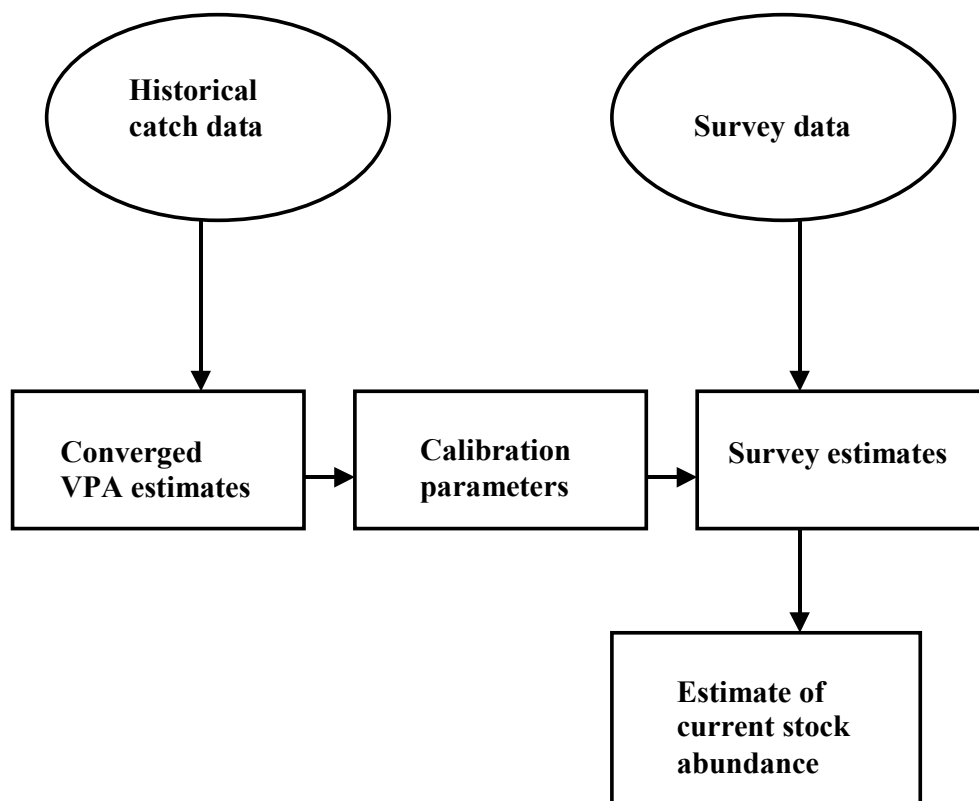 Historical
catch data
Survey data
Converged
VPA estimates
Calibration
parameters
Survey estimates
Estimate of
current stock
abundance